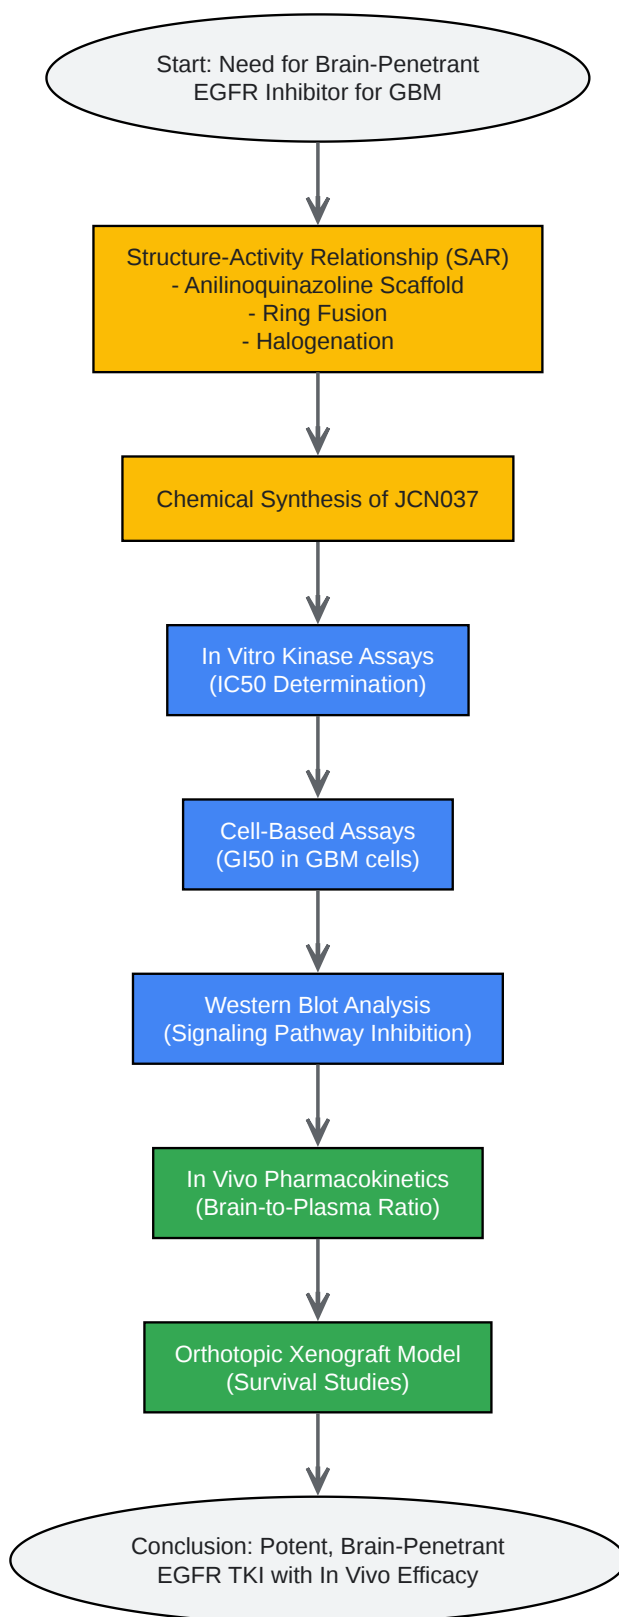 Start: Need for Brain-Penetrant
EGFR Inhibitor for GBM
Structure-Activity Relationship (SAR)
- Anilinoquinazoline Scaffold
- Ring Fusion
- Halogenation
Chemical Synthesis of JCN037
In Vitro Kinase Assays
(IC50 Determination)
Cell-Based Assays
(GI50 in GBM cells)
Western Blot Analysis
(Signaling Pathway Inhibition)
In Vivo Pharmacokinetics
(Brain-to-Plasma Ratio)
Orthotopic Xenograft Model
(Survival Studies)
Conclusion: Potent, Brain-Penetrant
EGFR TKI with In Vivo Efficacy